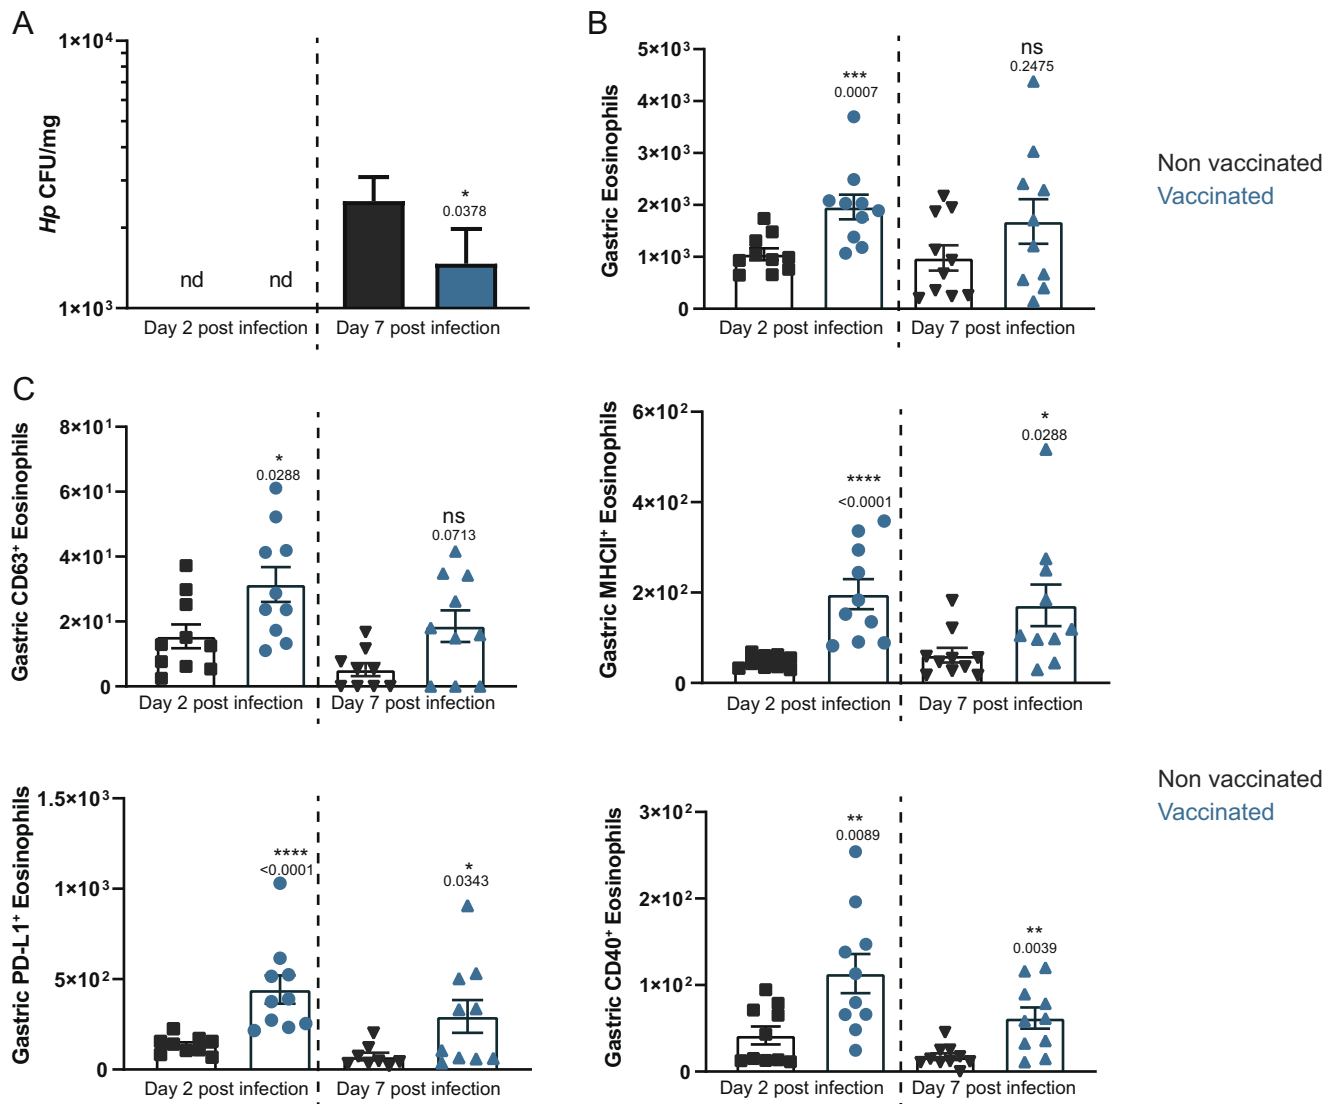 A
1×10⁴
Hp CFU/mg
1×10³
nd
nd
*
0.0378
Day 2 post infection
Day 7 post infection
B
5×10³
4×10³
3×10³
2×10³
1×10³
0
Gastric Eosinophils
***
0.0007
ns
0.2475
Day 2 post infection
Day 7 post infection
Non vaccinated
Vaccinated
C
8×10¹
6×10¹
4×10¹
2×10¹
0
Gastric CD63⁺ Eosinophils
*
0.0288
ns
0.0713
Day 2 post infection
Day 7 post infection
6×10²
4×10²
2×10²
0
Gastric MHCII⁺ Eosinophils
****
<0.0001
*
0.0288
Day 2 post infection
Day 7 post infection
1.5×10³
1×10³
5×10²
0
Gastric PD-L1⁺ Eosinophils
****
<0.0001
*
0.0343
Day 2 post infection
Day 7 post infection
3×10²
2×10²
1×10²
0
Gastric CD40⁺ Eosinophils
**
0.0089
**
0.0039
Day 2 post infection
Day 7 post infection
Non vaccinated
Vaccinated